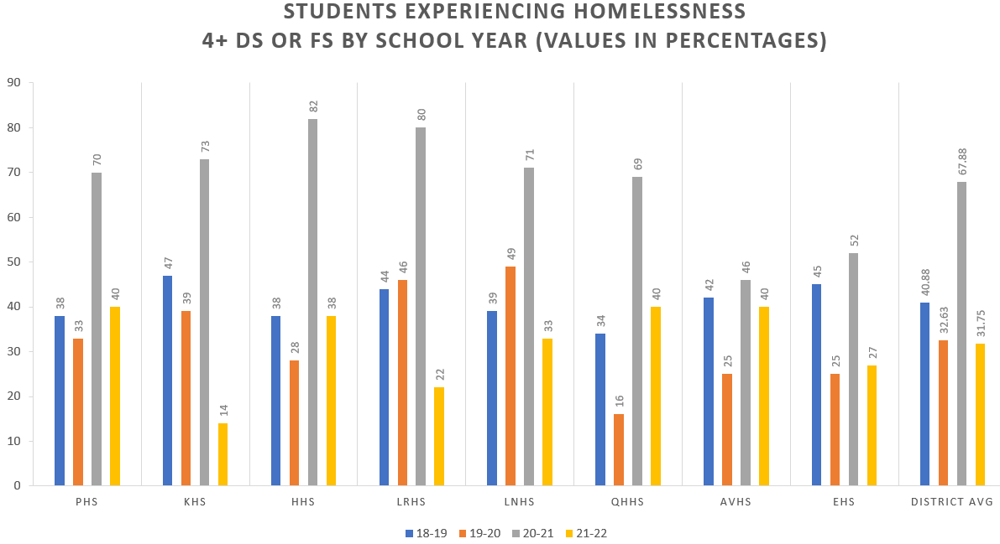 STUDENTS EXPERIENCING HOMELESSNESS
4+ DS OR FS BY SCHOOL YEAR (VALUES IN PERCENTAGES)
90
80
70
60
50
40
30
20
10
0
38 33 70 40
47 39 73 14
38 28 82 38
44 46 80 22
39 49 71 33
34 16 69 40
42 25 46 40
45 25 52 27
40.88 32.63 67.88 31.75
PHS KHS HHS LRHS LNHS QHHS AVHS EHS DISTRICT AVG
18-19 19-20 20-21 21-22